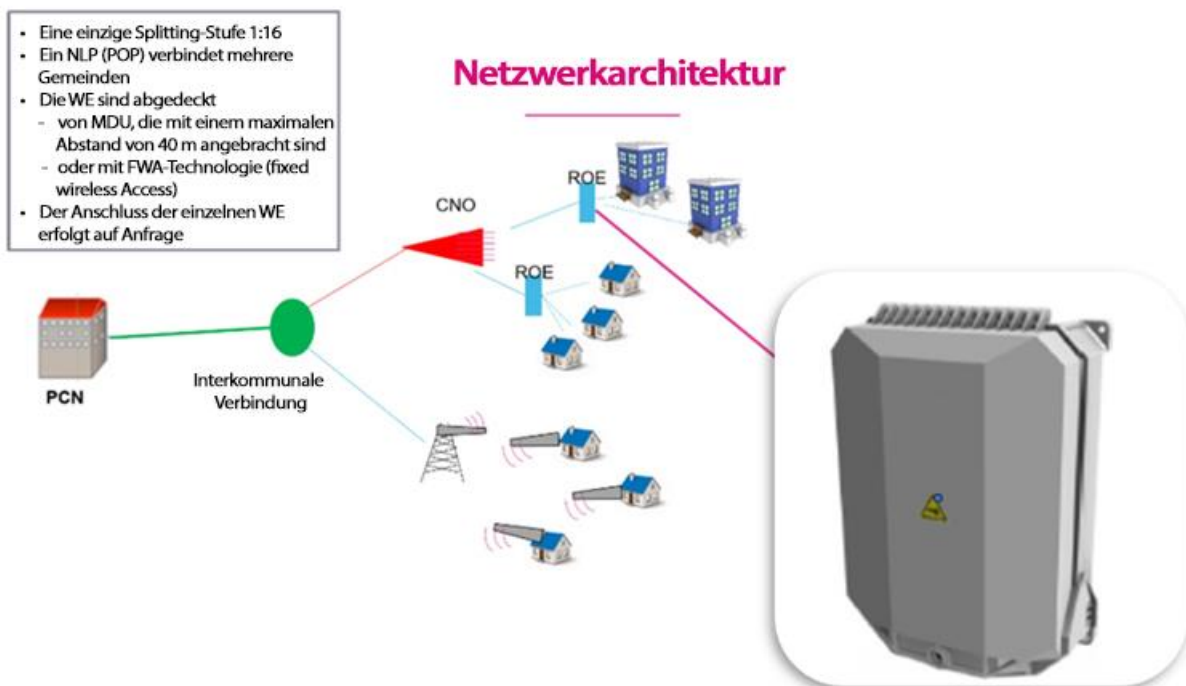 • Eine einzige Splitting-Stufe 1:16
• Ein NLP (POP) verbindet mehrere
Gemeinden
• Die WE sind abgedeckt
- von MDU, die mit einem maximalen
Abstand von 40 m angebracht sind
- oder mit FWA-Technologie (fixed
wireless Access)
• Der Anschluss der einzelnen WE
erfolgt auf Anfrage
Netzwerkarchitektur
ROE
CNO
ROE
PCN
Interkommunale
Verbindung